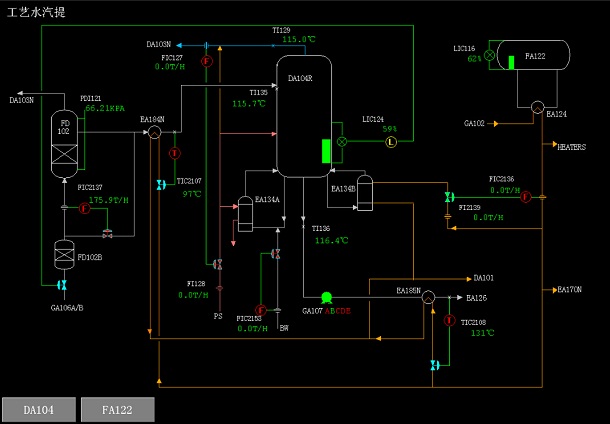 工艺水汽提
TI129
115.0℃
DA103N
FIC127
0.0T/H
F
LIC116
62%
FA122
DA104R
DA103N
PDI121
66.21KPA
TI135
115.7℃
EA184N
GA102
EA124
FD
102
LIC124
59%
L
HEATERS
T
TIC2107
97℃
FIC2137
175.9T/H
F
EA134A
EA134B
FIC2136
0.0T/H
F
FI2139
0.0T/H
TI136
116.4℃
FD102B
FI128
0.0T/H
DA101
EA185N
EA126
EA170N
GA106A/B
PS
FIC2153
0.0T/H
F
BW
GA107 ABCDE
T
TIC2108
131℃
DA104
FA122